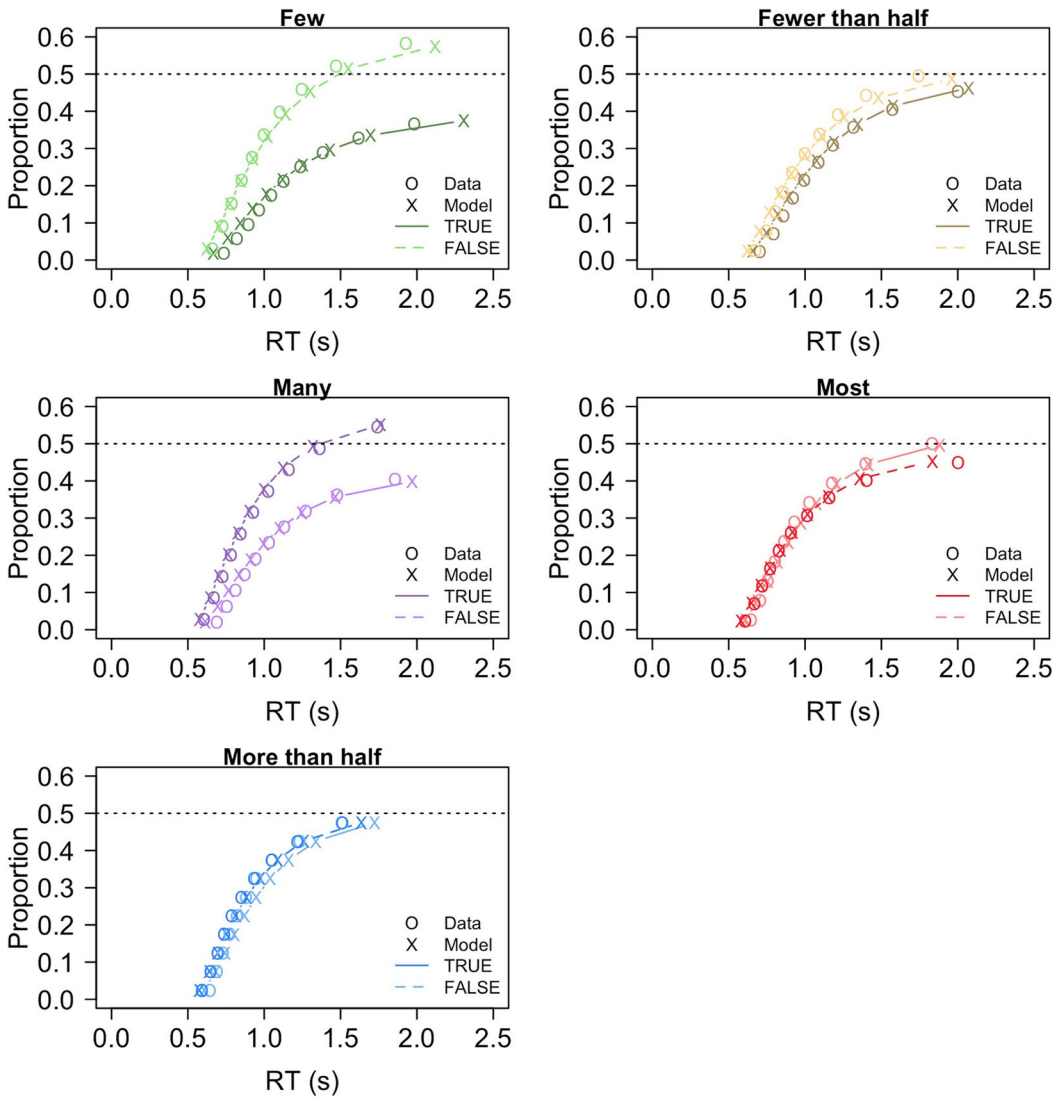 Few
Proportion
0.6
0.5
0.4
0.3
0.2
0.1
0.0
O Data
X Model
TRUE
FALSE
0.0 0.5 1.0 1.5 2.0 2.5
RT (s)
Fewer than half
Proportion
0.6
0.5
0.4
0.3
0.2
0.1
0.0
O Data
X Model
TRUE
FALSE
0.0 0.5 1.0 1.5 2.0 2.5
RT (s)
Many
Proportion
0.6
0.5
0.4
0.3
0.2
0.1
0.0
O Data
X Model
TRUE
FALSE
0.0 0.5 1.0 1.5 2.0 2.5
RT (s)
Most
Proportion
0.6
0.5
0.4
0.3
0.2
0.1
0.0
O Data
X Model
TRUE
FALSE
0.0 0.5 1.0 1.5 2.0 2.5
RT (s)
More than half
Proportion
0.6
0.5
0.4
0.3
0.2
0.1
0.0
O Data
X Model
TRUE
FALSE
0.0 0.5 1.0 1.5 2.0 2.5
RT (s)